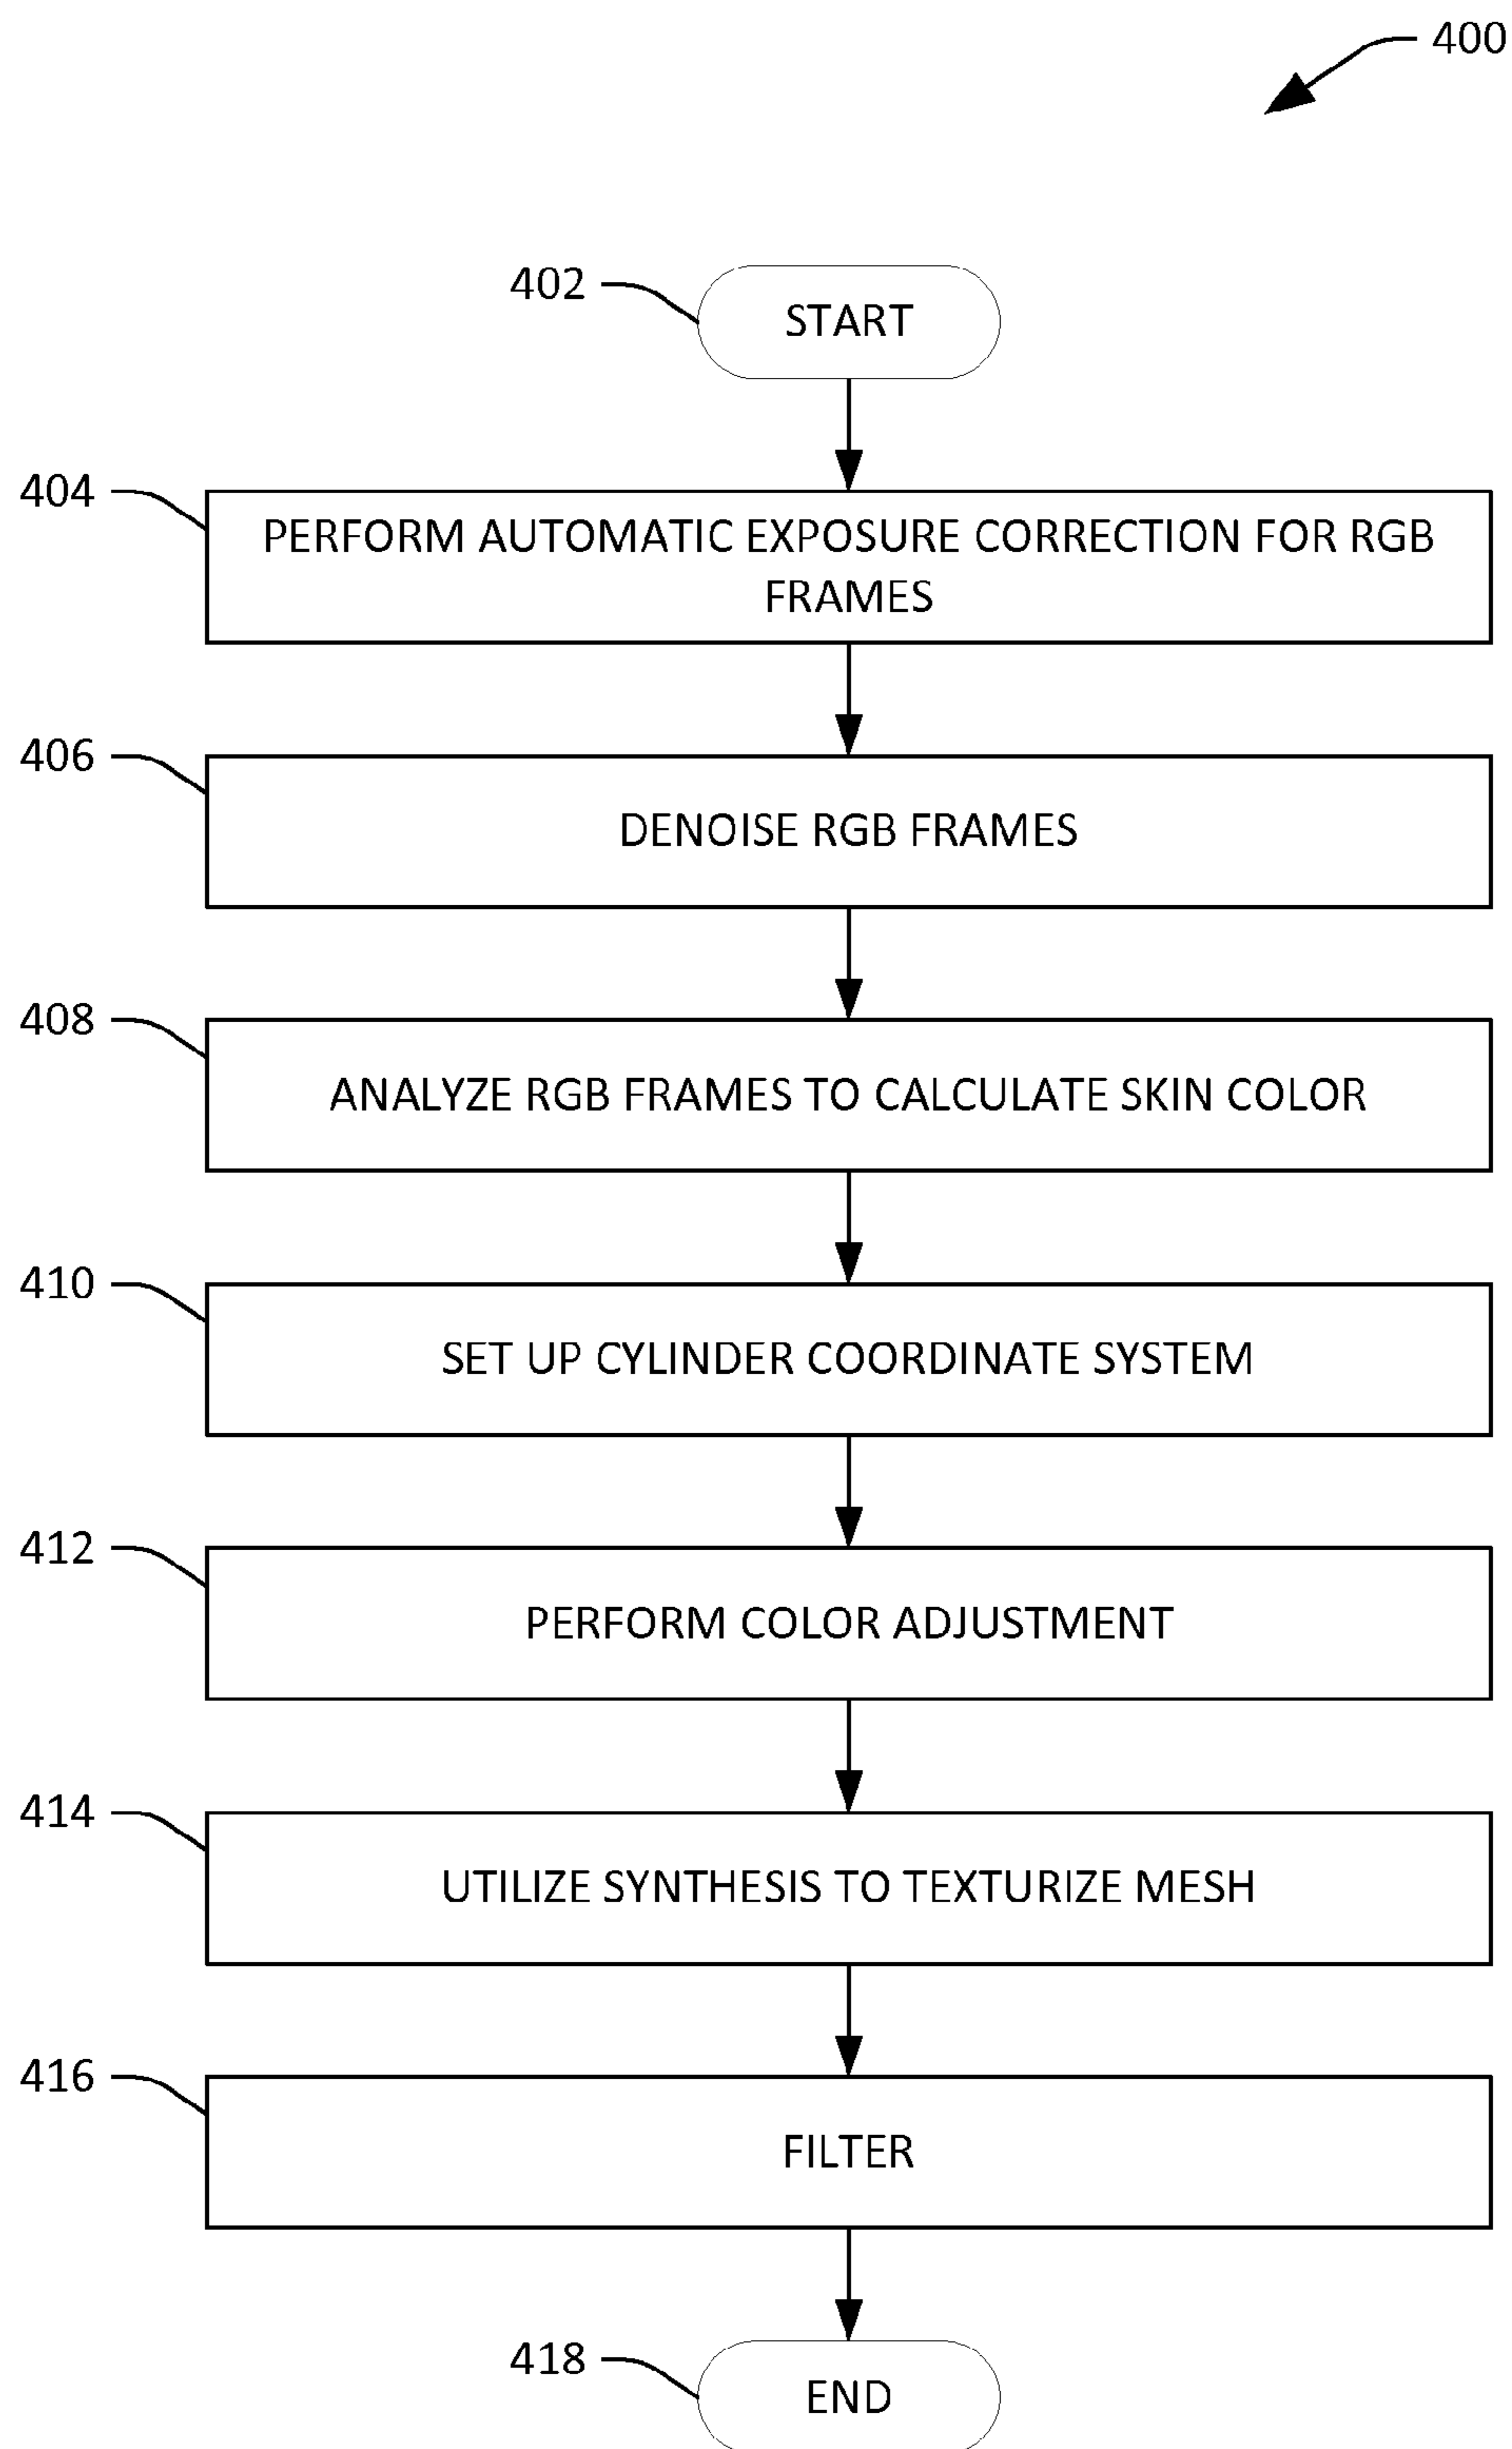 400
402
START
404
PERFORM AUTOMATIC EXPOSURE CORRECTION FOR RGB
FRAMES
406
DENOISE RGB FRAMES
408
ANALYZE RGB FRAMES TO CALCULATE SKIN COLOR
410
SET UP CYLINDER COORDINATE SYSTEM
412
PERFORM COLOR ADJUSTMENT
414
UTILIZE SYNTHESIS TO TEXTURIZE MESH
416
FILTER
418
END